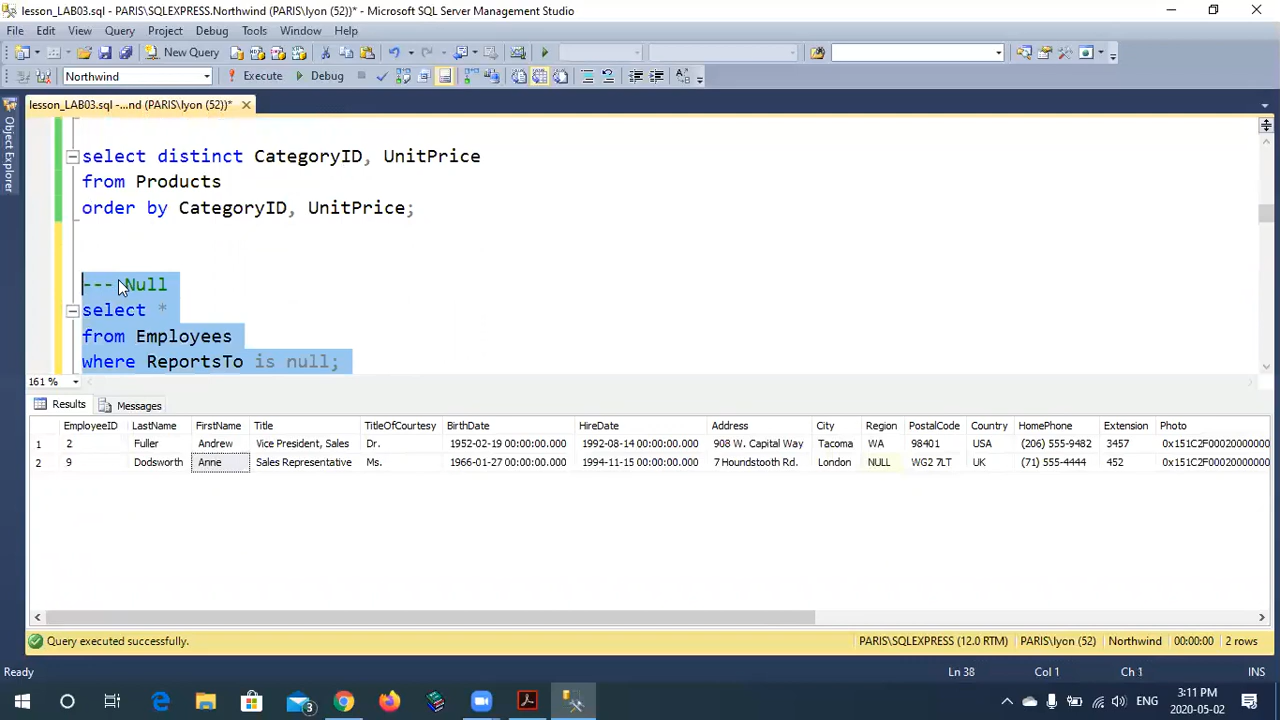 lesson_LAB03.sql - PARIS\SQLEXPRESS.Northwind (PARIS\lyon (52))* - Microsoft SQL Server Management Studio
File Edit View Query Project Debug Tools Window Help
New Query
Northwind Execute Debug
lesson_LAB03.sql -...nd (PARIS\lyon (52))*
Object Explorer
select distinct CategoryID, UnitPrice
from Products
order by CategoryID, UnitPrice;
--- Null
select *
from Employees
where ReportsTo is null;
161 %
Results Messages
EmployeeID LastName FirstName Title TitleOfCourtesy BirthDate HireDate Address City Region PostalCode Country HomePhone Extension Photo
1 2 Fuller Andrew Vice President, Sales Dr. 1952-02-19 00:00:00.000 1992-08-14 00:00:00.000 908 W. Capital Way Tacoma WA 98401 USA (206) 555-9482 3457 0x151C2F00020000000
2 9 Dodsworth Anne Sales Representative Ms. 1966-01-27 00:00:00.000 1994-11-15 00:00:00.000 7 Houndstooth Rd. London NULL WG2 7LT UK (71) 555-4444 452 0x151C2F00020000000
Query executed successfully. PARIS\SQLEXPRESS (12.0 RTM) PARIS\lyon (52) Northwind 00:00:00 2 rows
Ready Ln 38 Col 1 Ch 1 INS
3 ENG 3:11 PM
2020-05-02